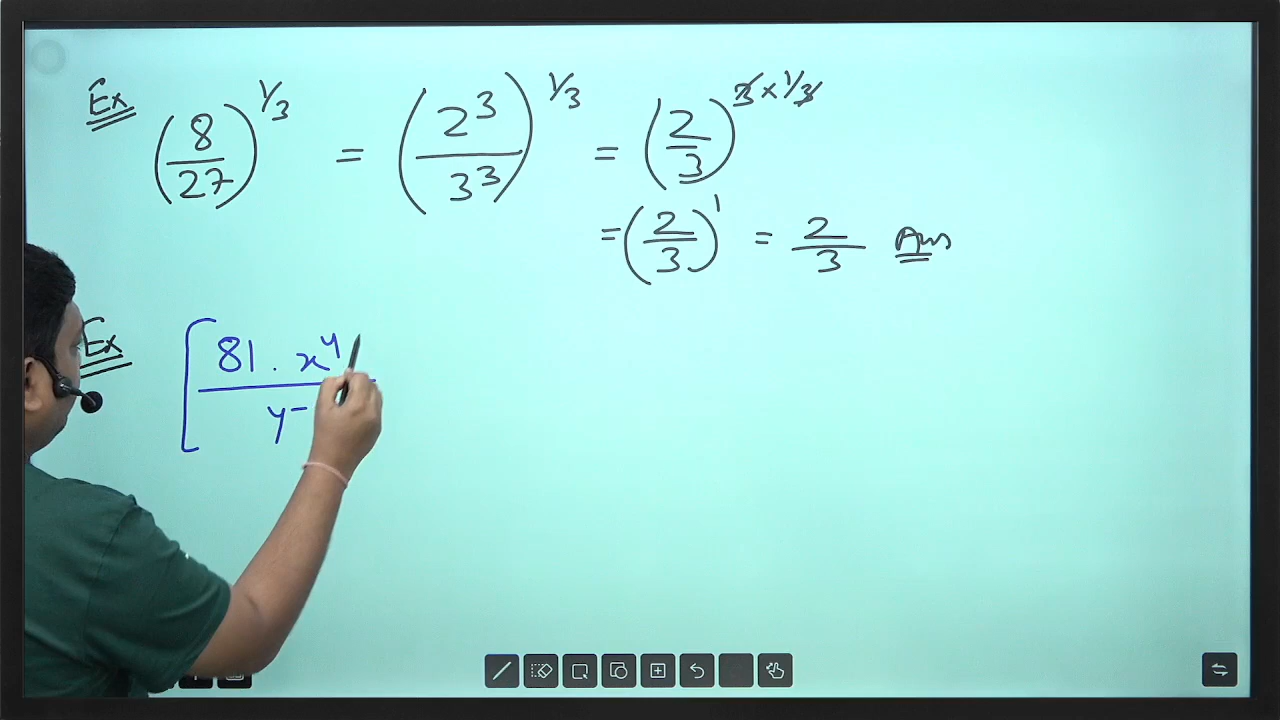 Ex (8/27)^1/3 = (2^3/3^3)^1/3 = (2/3)^3×1/3
= (2/3)^1 = 2/3 Ans
Ex [81 . x^4 / y^-